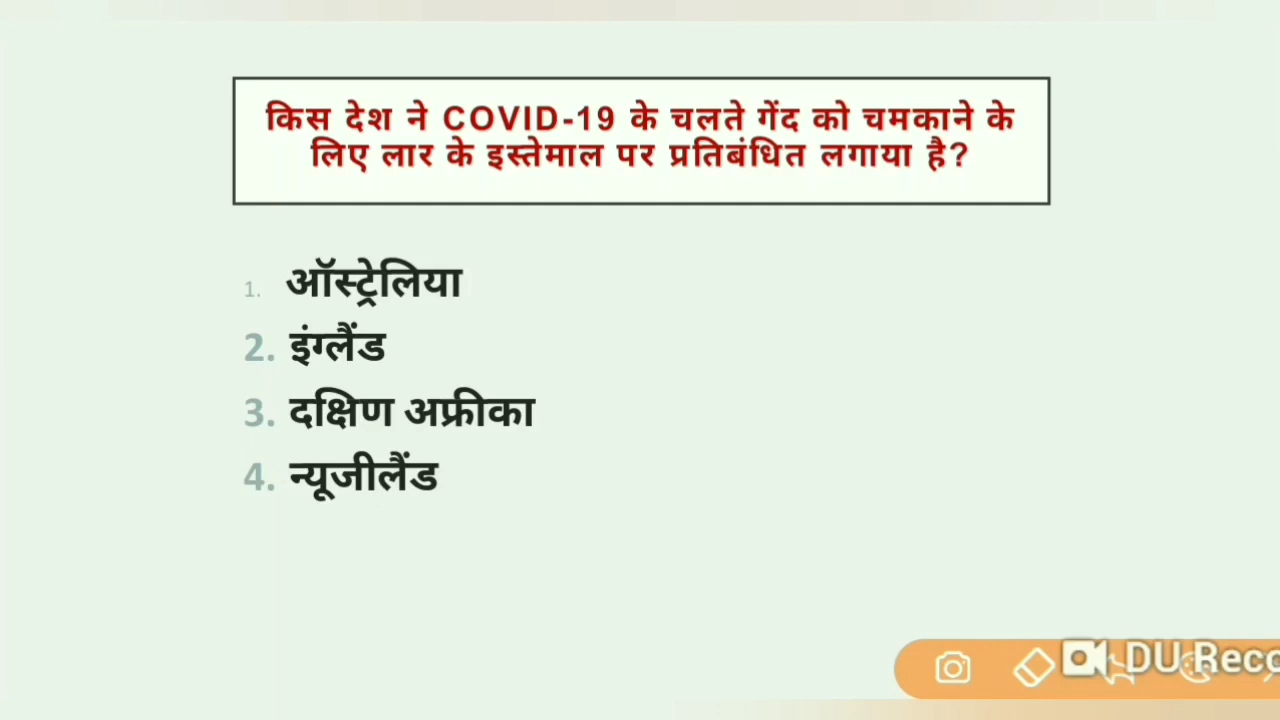 किस देश ने COVID-19 के चलते गेंद को चमकाने के
लिए लार के इस्तेमाल पर प्रतिबंधित लगाया है?
1. ऑस्ट्रेलिया
2. इंग्लैंड
3. दक्षिण अफ्रीका
4. न्यूजीलैंड
DU Reco